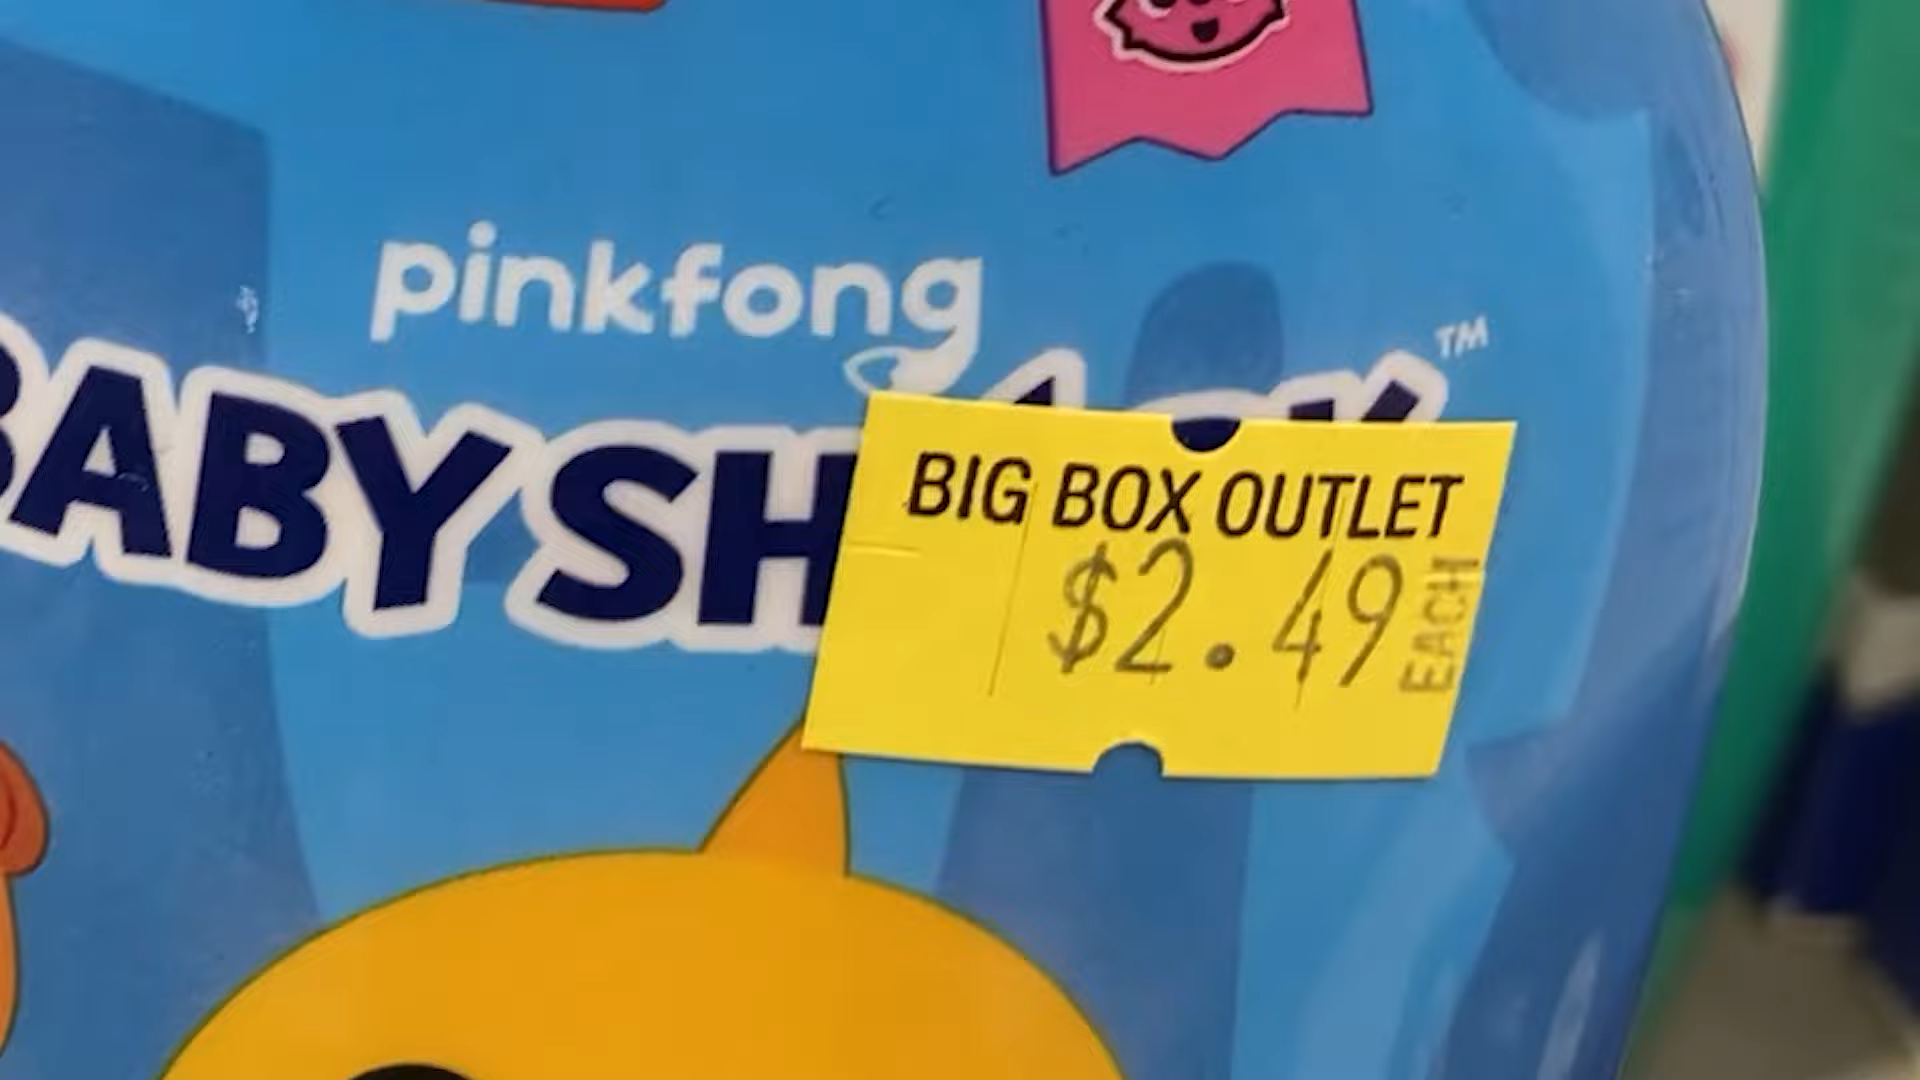 pinkfong
BABY SH
TM
BIG BOX OUTLET
$2.49 EACH